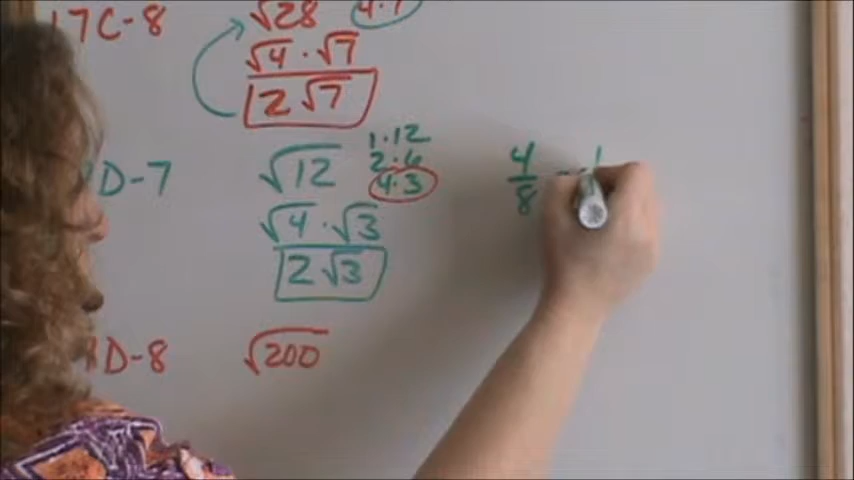 17C-8 √28 4·7
√4 · √7
2√7
D-7 √12 1·12
2·6
4·3
√4 · √3
2√3
D-8 √200
4/8 = 1